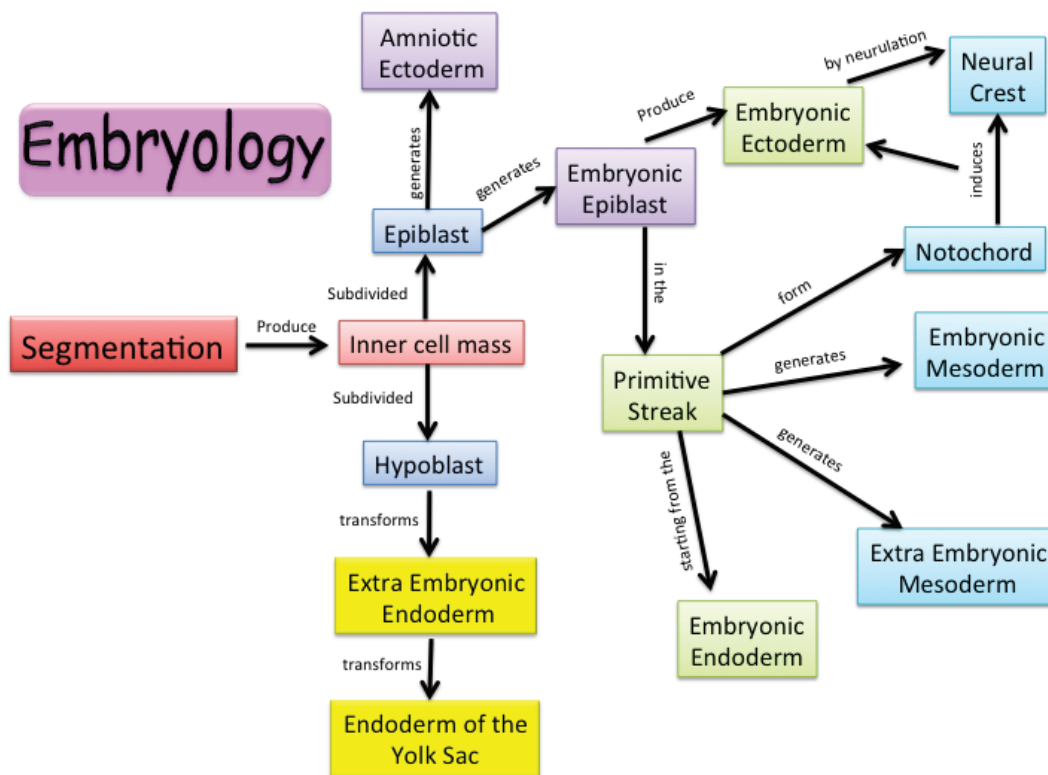 Embryology
Amniotic
Ectoderm
generates
Epiblast
generates
Embryonic
Epiblast
Produce
Embryonic
Ectoderm
by neurulation
Neural
Crest
induces
Notochord
in the
form
Subdivided
Segmentation
Produce
Inner cell mass
Subdivided
Primitive
Streak
generates
Embryonic
Mesoderm
generates
Extra Embryonic
Mesoderm
starting from the
Embryonic
Endoderm
Hypoblast
transforms
Extra Embryonic
Endoderm
transforms
Endoderm of the
Yolk Sac